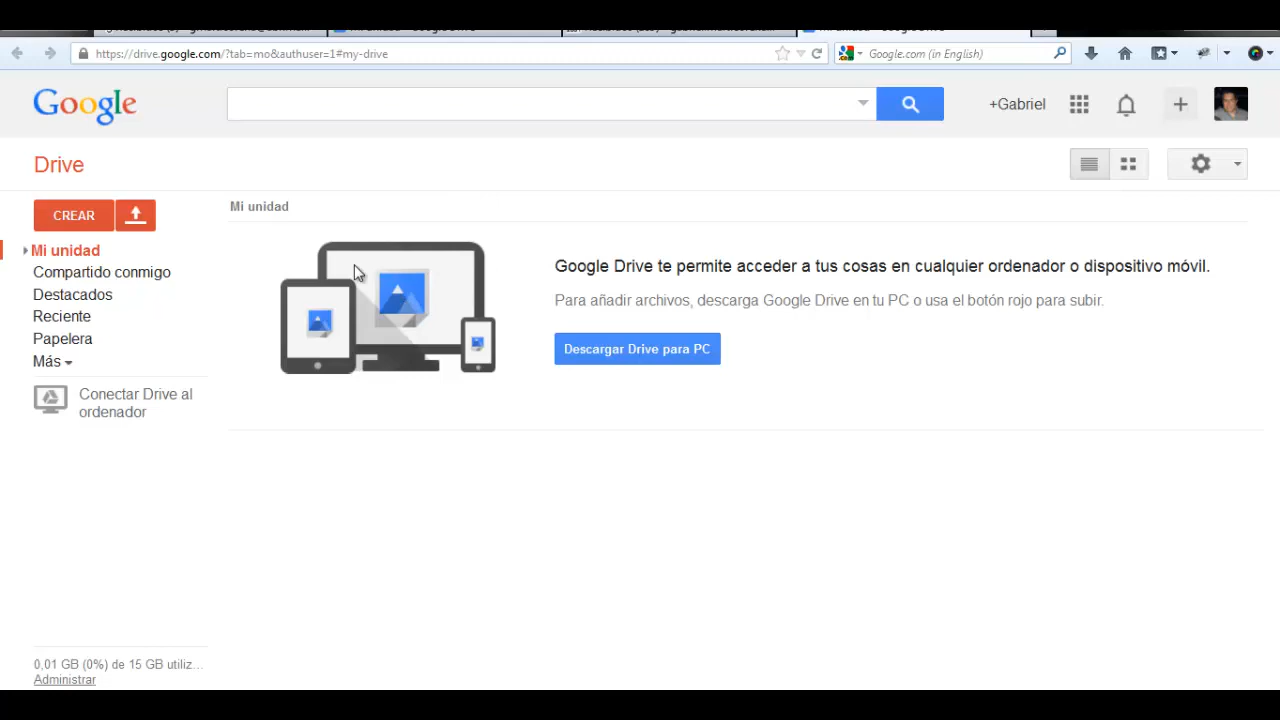 https://drive.google.com/?tab=mo&authuser=1#my-drive
Google.com (in English)
Google
+Gabriel
Drive
CREAR
Mi unidad
Mi unidad
Compartido conmigo
Destacados
Reciente
Papelera
Más
Conectar Drive al
ordenador
Google Drive te permite acceder a tus cosas en cualquier ordenador o dispositivo móvil.
Para añadir archivos, descarga Google Drive en tu PC o usa el botón rojo para subir.
Descargar Drive para PC
0,01 GB (0%) de 15 GB utiliz...
Administrar